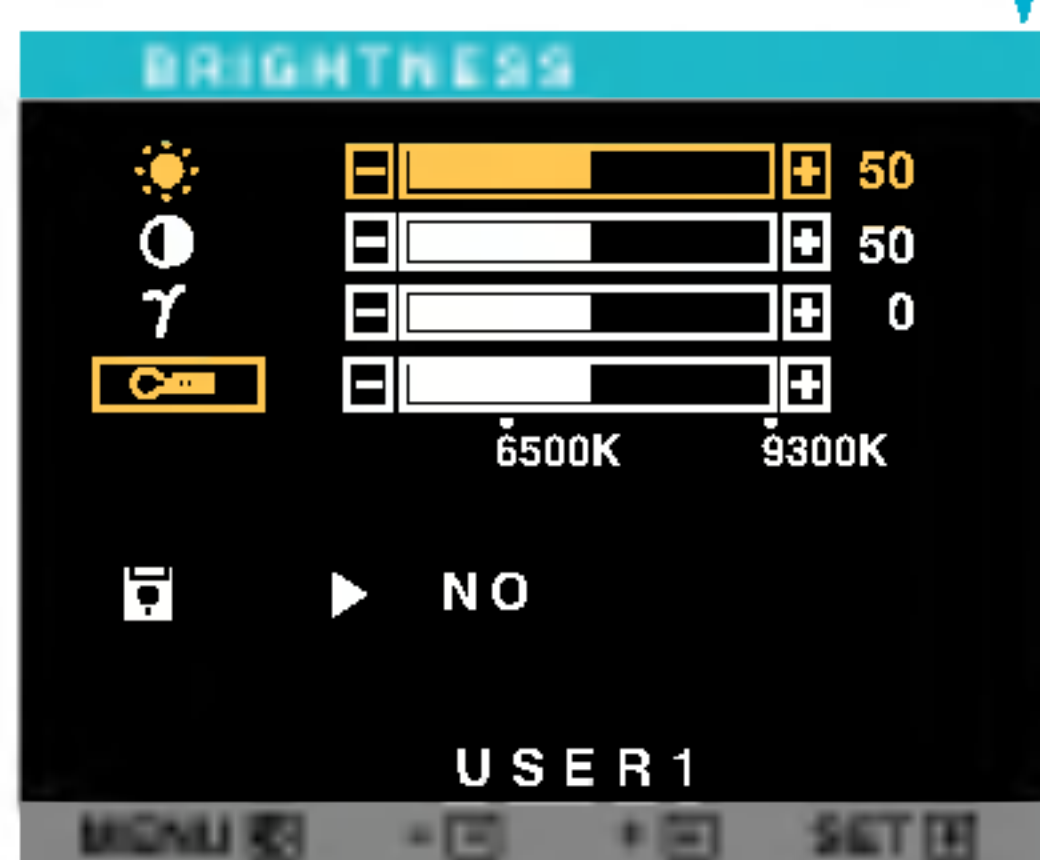 BRIGHTNESS
50
50
γ 0
6500K 9300K
NO
USER1
MENU - + SET